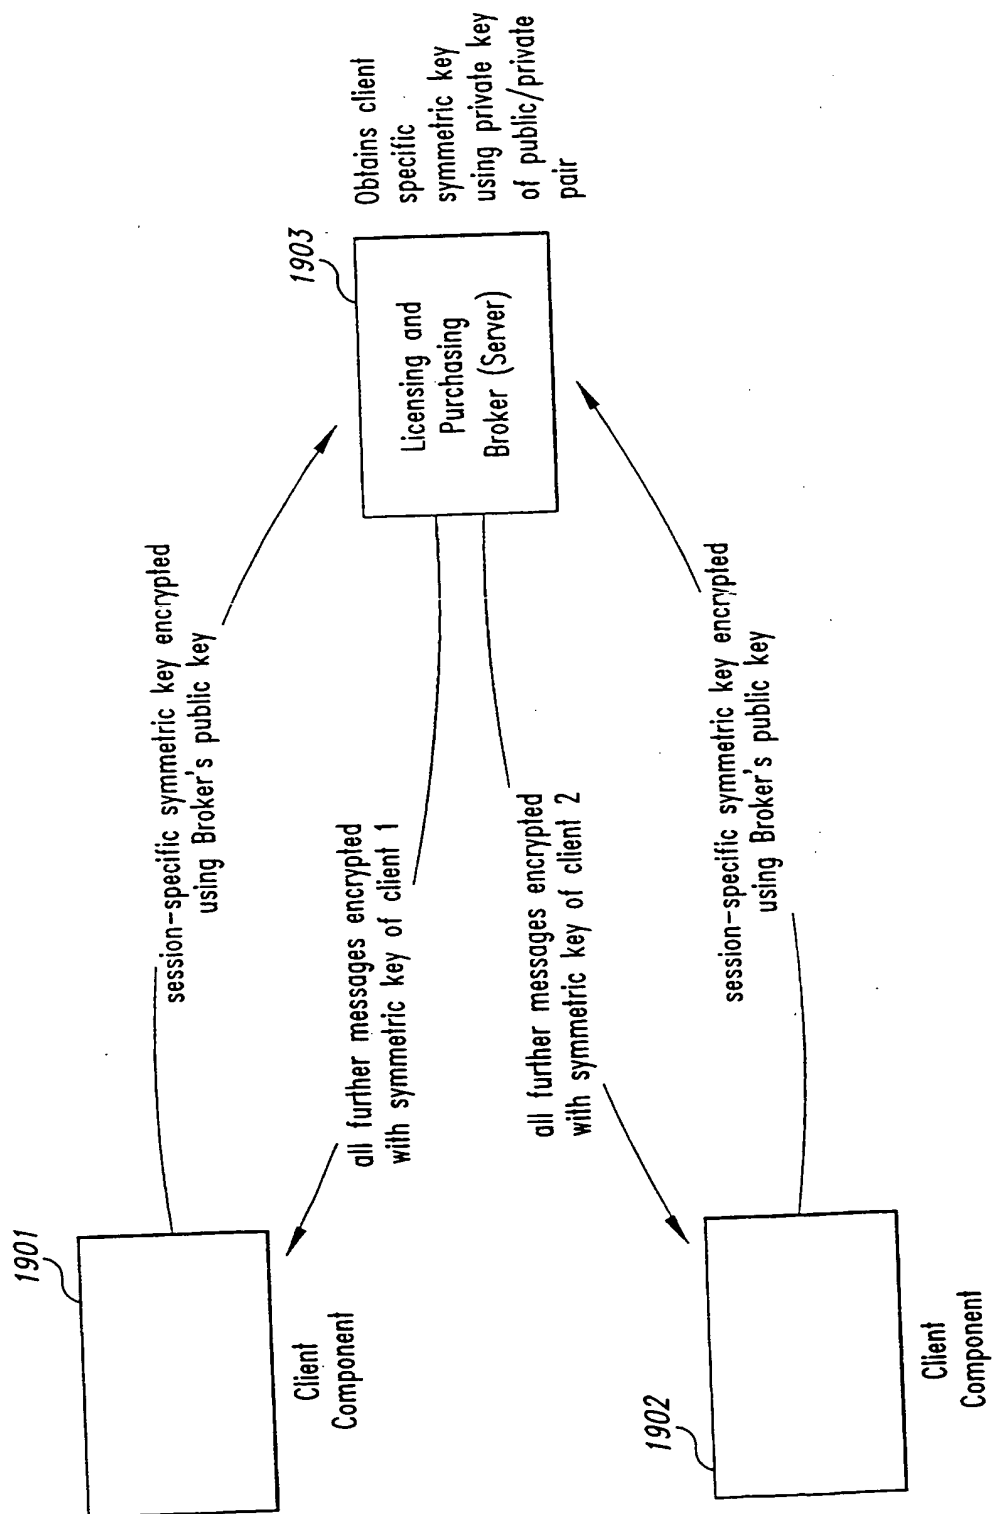 1901
Client
Component
session-specific symmetric key encrypted
using Broker's public key
all further messages encrypted
with symmetric key of client 1
1903
Licensing and
Purchasing
Broker (Server)
Obtains client
specific
symmetric key
using private key
of public/private
pair
all further messages encrypted
with symmetric key of client 2
session-specific symmetric key encrypted
using Broker's public key
1902
Client
Component